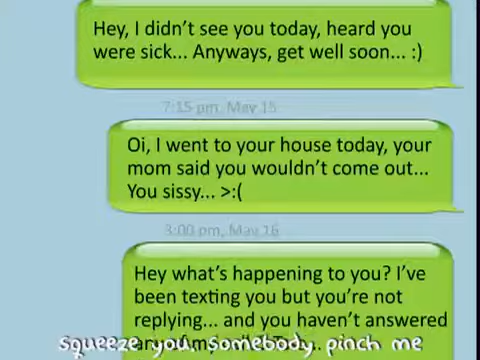 Hey, I didn't see you today, heard you
were sick... Anyways, get well soon... :)
7:15 pm, May 15
Oi, I went to your house today, your
mom said you wouldn't come out...
You sissy... >:(
3:00 pm, May 16
Hey what's happening to you? I've
been texting you but you're not
replying... and you haven't answered
squeeze you, somebody pinch me